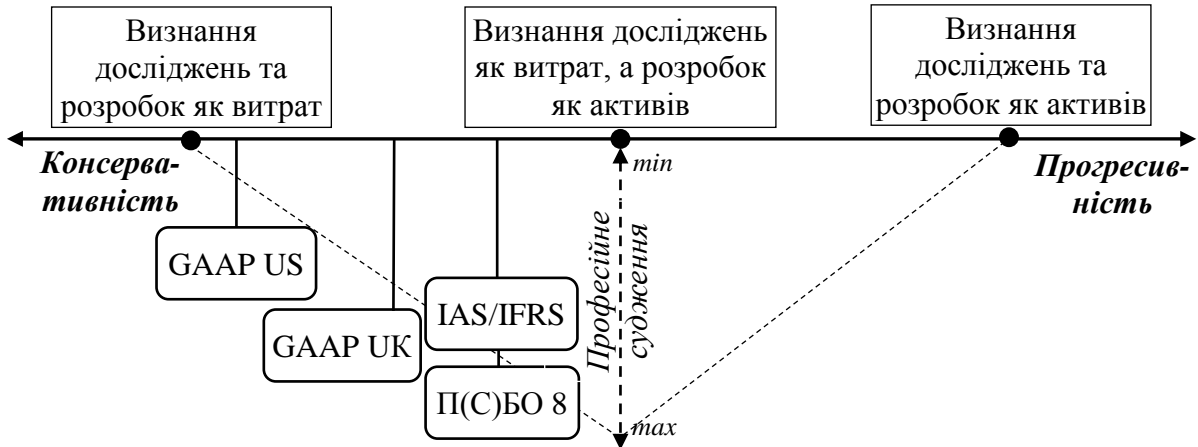 Визнання
досліджень та
розробок як витрат
Визнання досліджень
як витрат, а розробок
як активів
Визнання
досліджень та
розробок як активів
Консерва-
тивність
min
Прогресив-
ність
GAAP US
GAAP UK
IAS/IFRS
П(С)БО 8
Професійне
судження
max